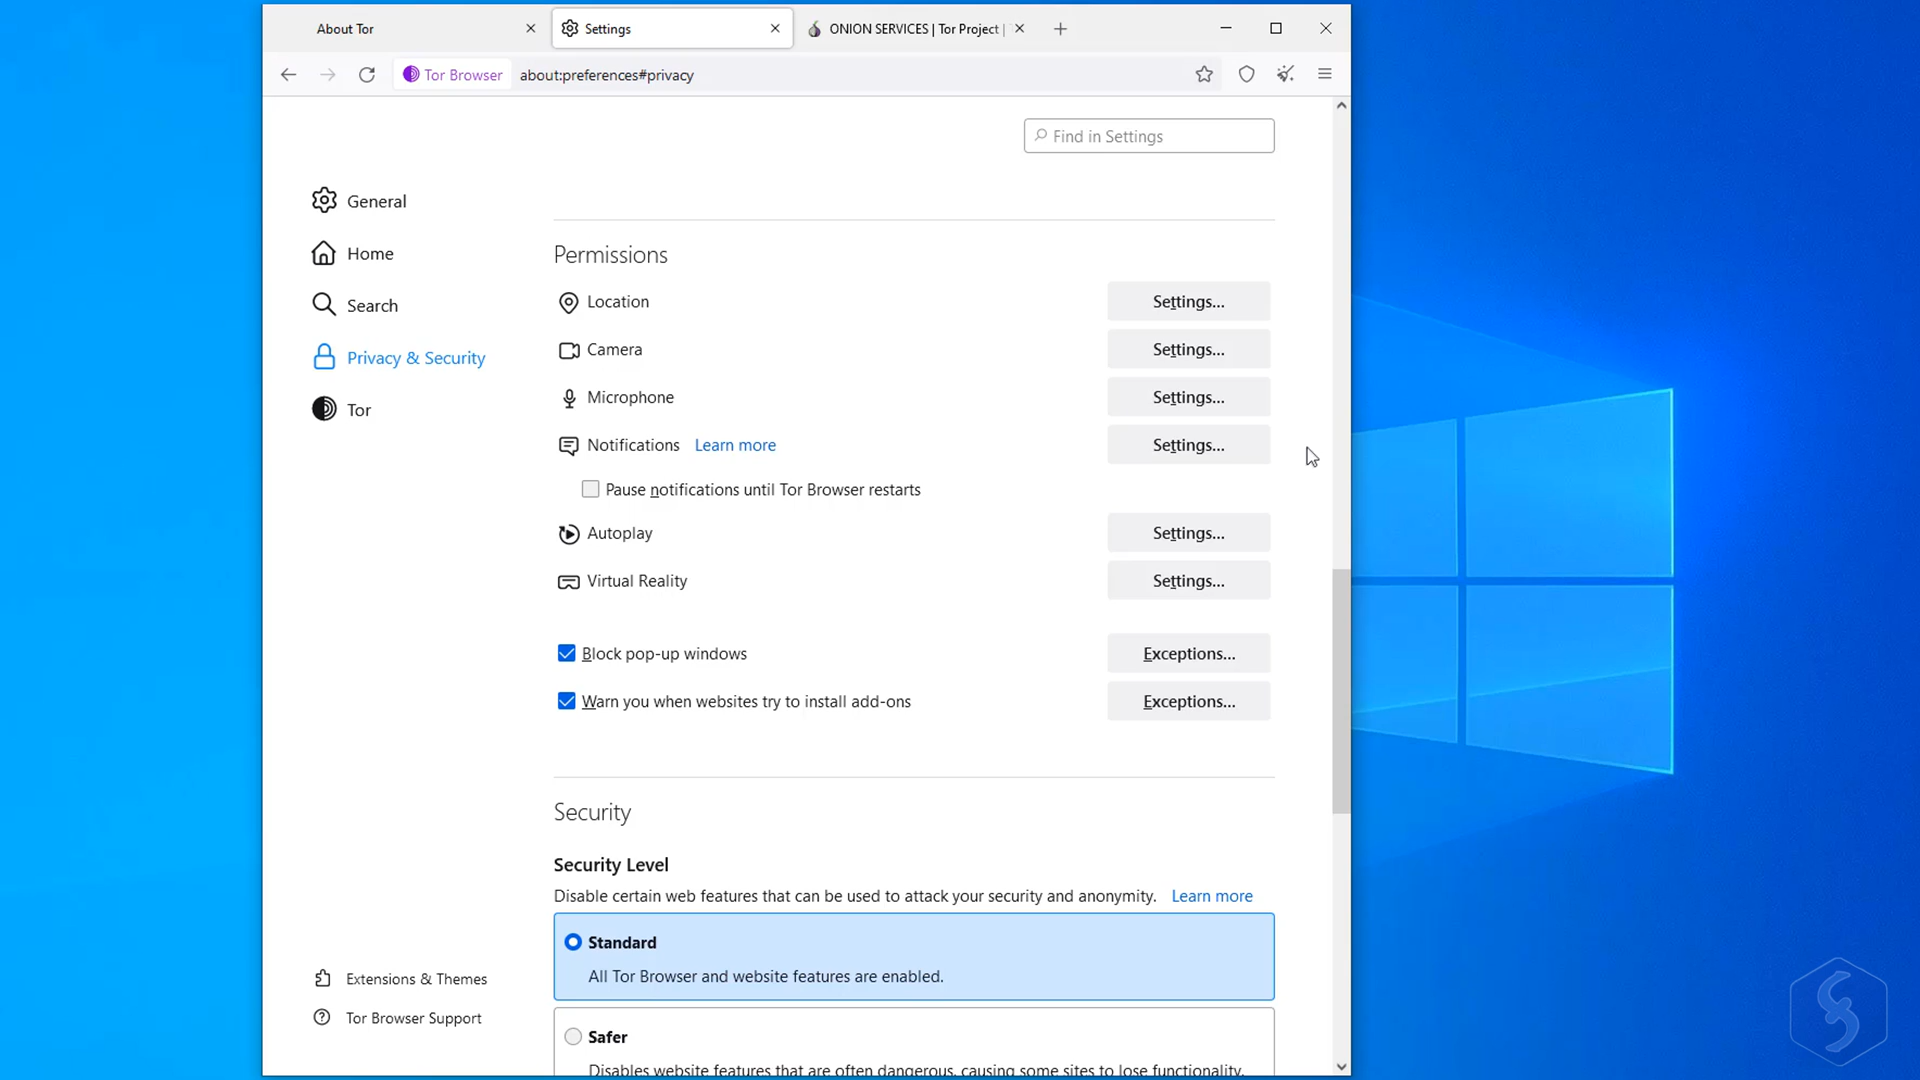 About Tor
Settings
ONION SERVICES | Tor Project |
Tor Browser
about:preferences#privacy
Find in Settings
General
Home
Search
Privacy & Security
Tor
Extensions & Themes
Tor Browser Support
Permissions
Location
Settings...
Camera
Settings...
Microphone
Settings...
Notifications Learn more
Settings...
Pause notifications until Tor Browser restarts
Autoplay
Settings...
Virtual Reality
Settings...
Block pop-up windows
Exceptions...
Warn you when websites try to install add-ons
Exceptions...
Security
Security Level
Disable certain web features that can be used to attack your security and anonymity. Learn more
Standard
All Tor Browser and website features are enabled.
Safer
Disables website features that are often dangerous, causing some sites to lose functionality.